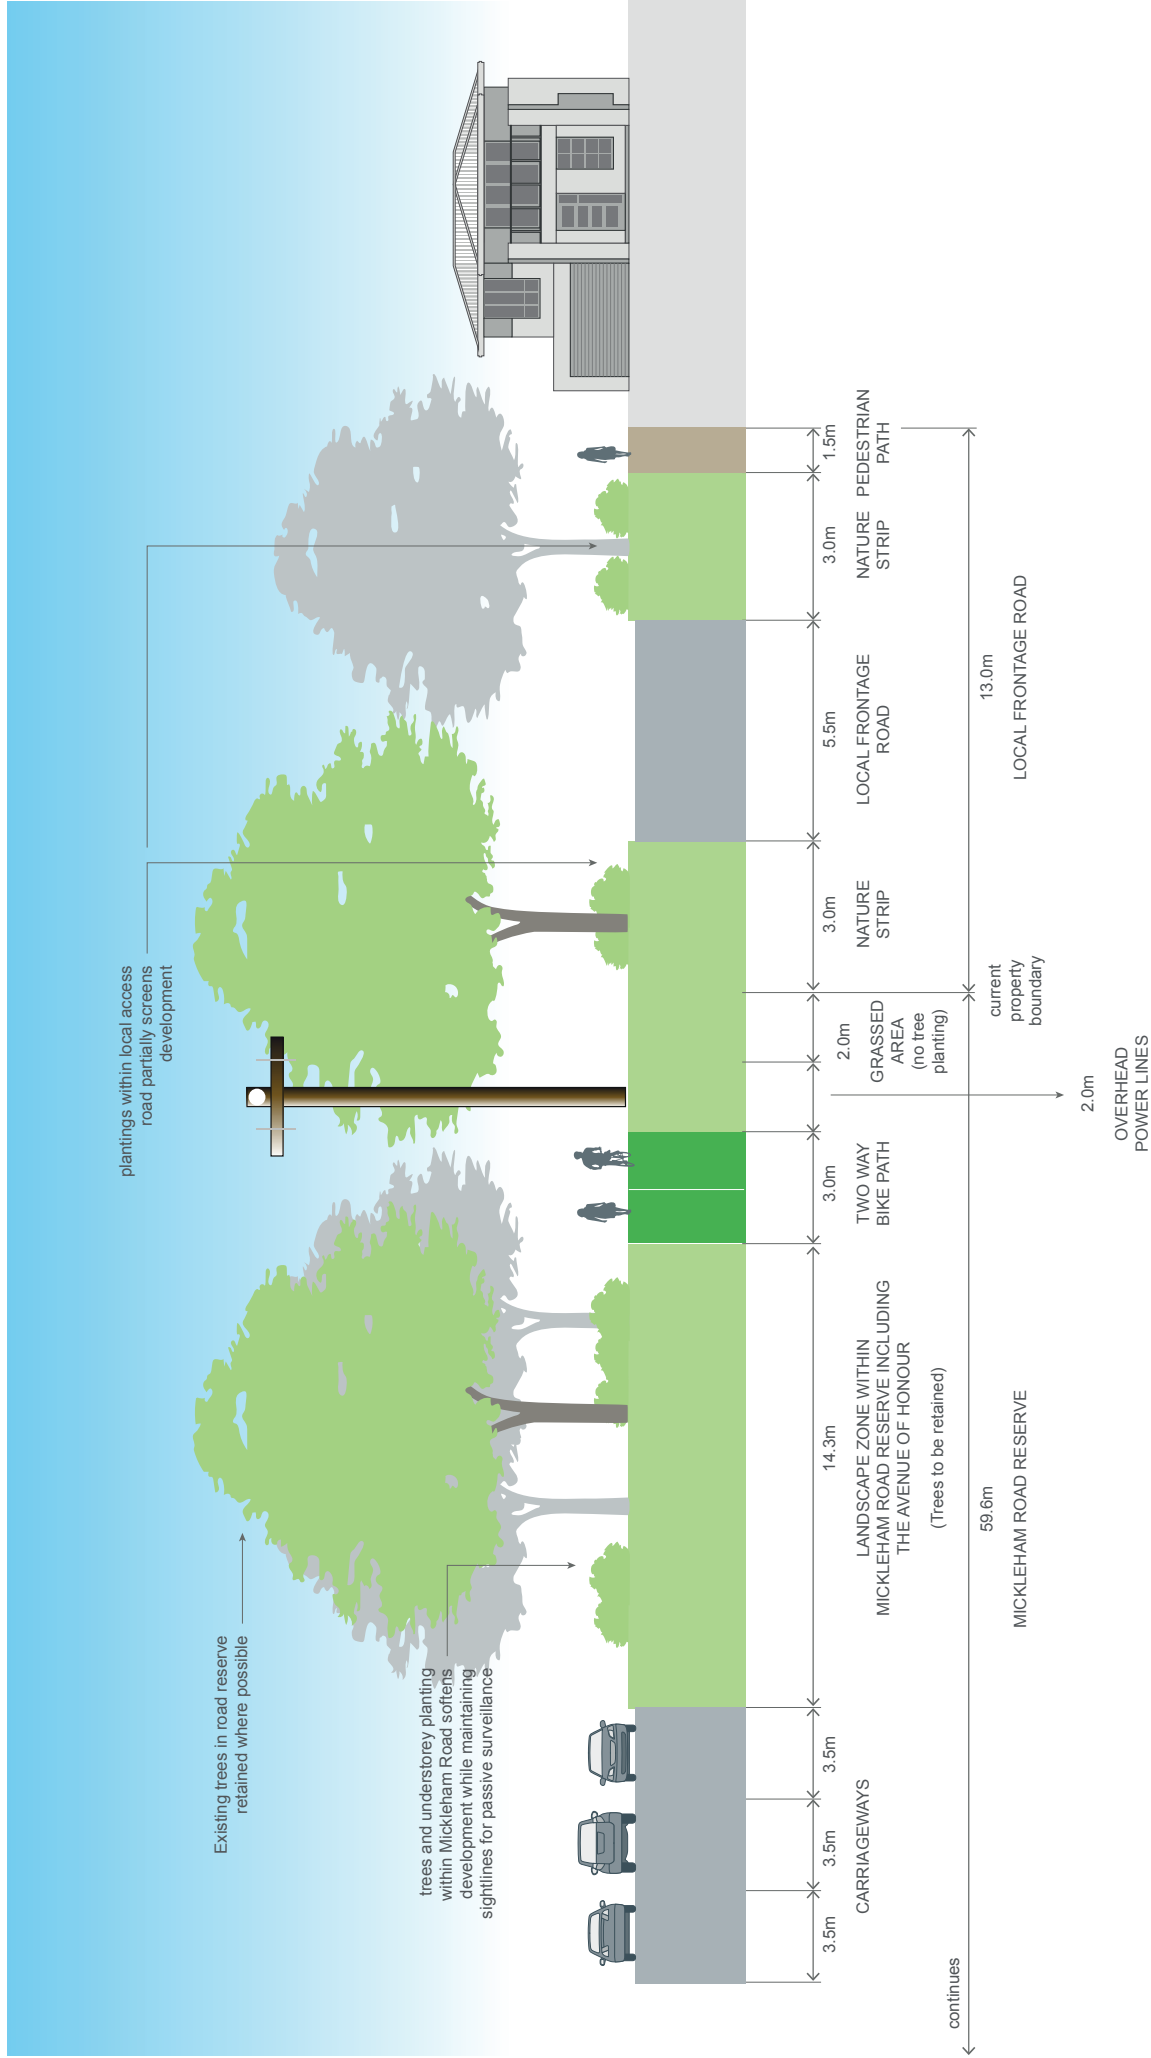 plantings within local access
road partially screens
development
Existing trees in road reserve
retained where possible
trees and understorey planting
within Mickleham Road softens
development while maintaining
sightlines for passive surveillance
3.5m
3.5m
3.5m
14.3m
3.0m
2.0m
3.0m
5.5m
3.0m
1.5m
CARRIAGEWAYS
LANDSCAPE ZONE WITHIN
MICKLEHAM ROAD RESERVE INCLUDING
THE AVENUE OF HONOUR
(Trees to be retained)
TWO WAY
BIKE PATH
GRASSED
AREA
(no tree
planting)
NATURE
STRIP
LOCAL FRONTAGE
ROAD
NATURE
STRIP
PEDESTRIAN
PATH
continues
59.6m
MICKLEHAM ROAD RESERVE
current
property
boundary
13.0m
LOCAL FRONTAGE ROAD
2.0m
OVERHEAD
POWER LINES